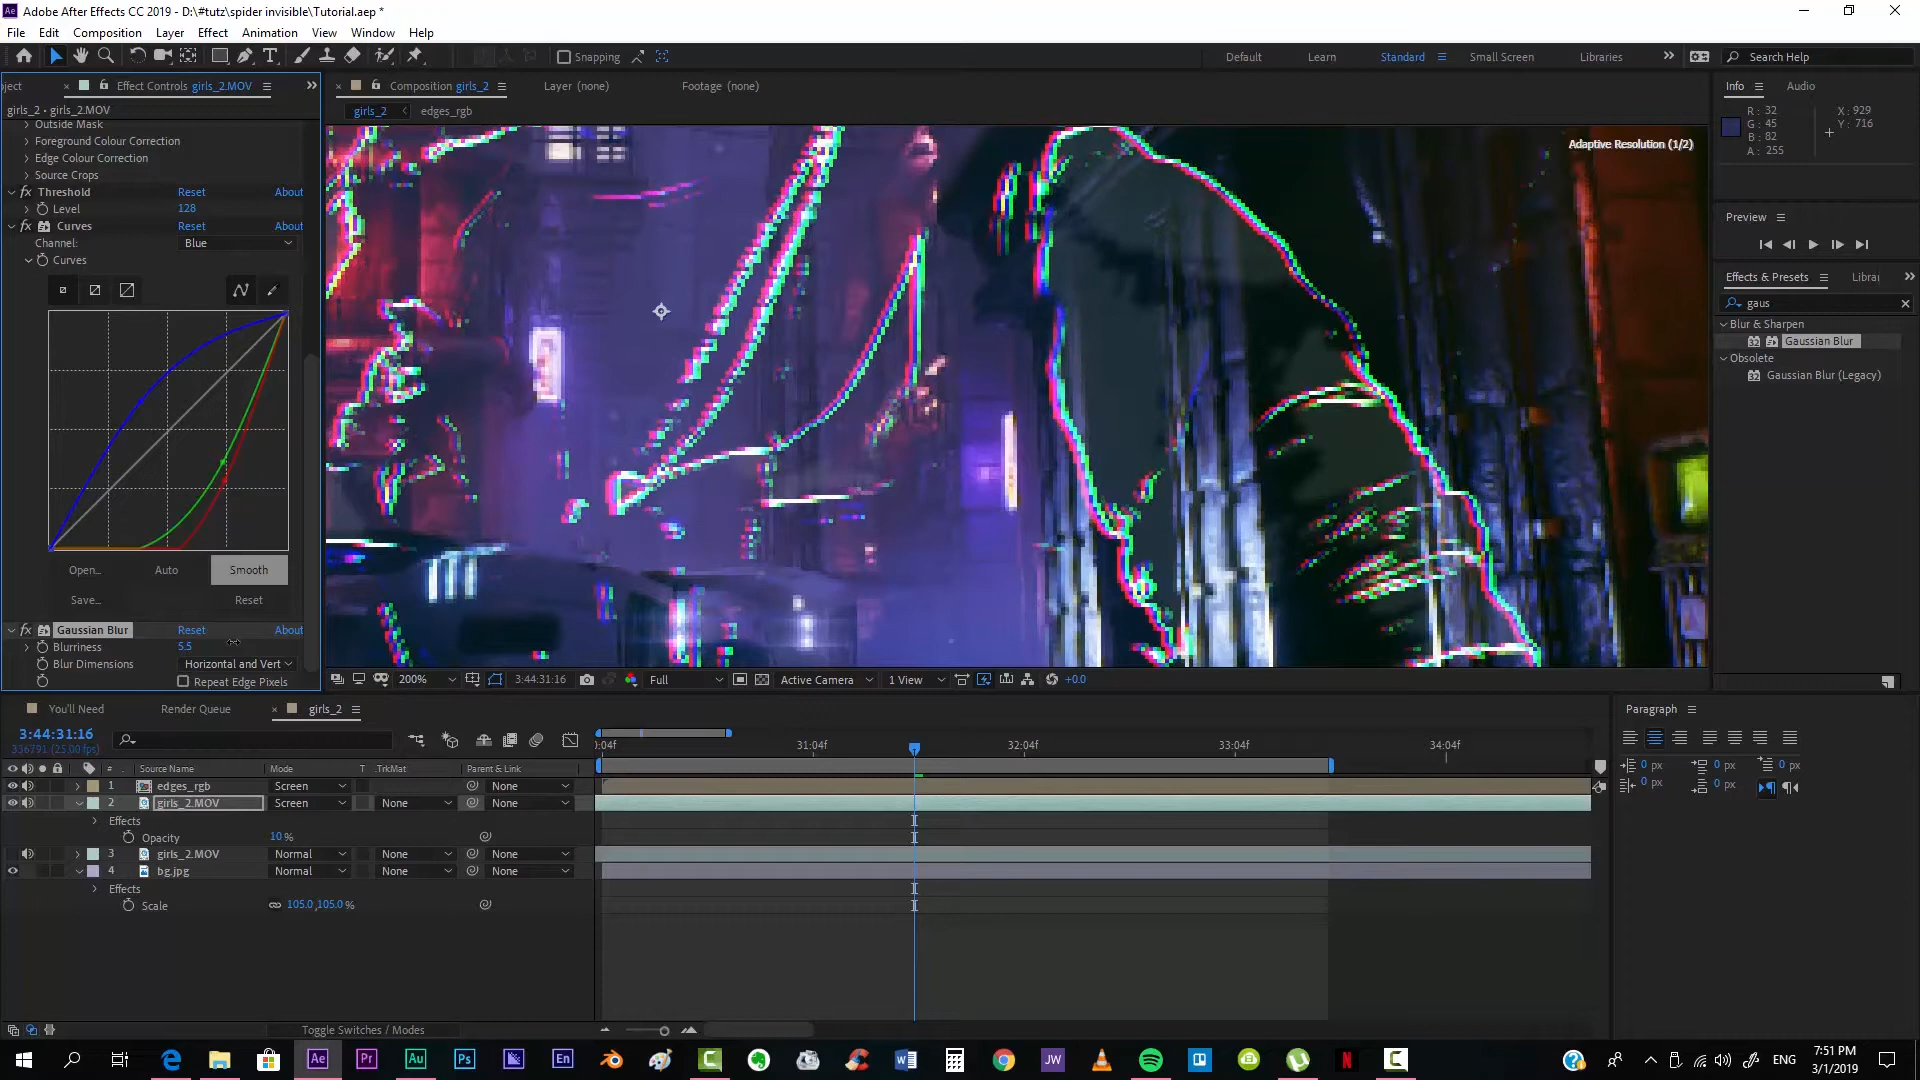 Adobe After Effects CC 2019 - D:\#tutz\spider invisible\Tutorial.aep *
File Edit Composition Layer Effect Animation View Window Help
Snapping Default Learn Standard Small Screen Libraries Search Help
oject Effect Controls girls_2.MOV Composition girls_2 Layer (none) Footage (none) Info Audio
girls_2 • girls_2.MOV girls_2 edges_rgb
R: 32 X: 929
G: 45 Y: 716
B: 82
A: 255
Adaptive Resolution (1/2)
Outside Mask
Foreground Colour Correction
Edge Colour Correction
Source Crops
Threshold Reset About
Level 128
Curves Reset About
Channel: Blue
Curves
Open... Auto Smooth
Save... Reset
Gaussian Blur Reset About
Blurriness 5.5
Blur Dimensions Horizontal and Vert
Repeat Edge Pixels
Preview
Effects & Presets Librar
gaus
Blur & Sharpen
32 Gaussian Blur
Obsolete
32 Gaussian Blur (Legacy)
200% 3:44:31:16 Full Active Camera 1 View +0.0
You'll Need Render Queue girls_2
3:44:31:16
336791 (25.00 fps)
):04f 31:04f 32:04f 33:04f 34:04f
# Source Name Mode T .TrkMat Parent & Link
1 edges_rgb Screen None
2 girls_2.MOV Screen None None
Effects
Opacity 10 %
3 girls_2.MOV Normal None None
4 bg.jpg Normal None None
Effects
Scale 105.0,105.0 %
Toggle Switches / Modes
Paragraph
0 px 0 px 0 px
0 px 0 px
Ae Pr Au Ps En JW N
ENG 7:51 PM
3/1/2019